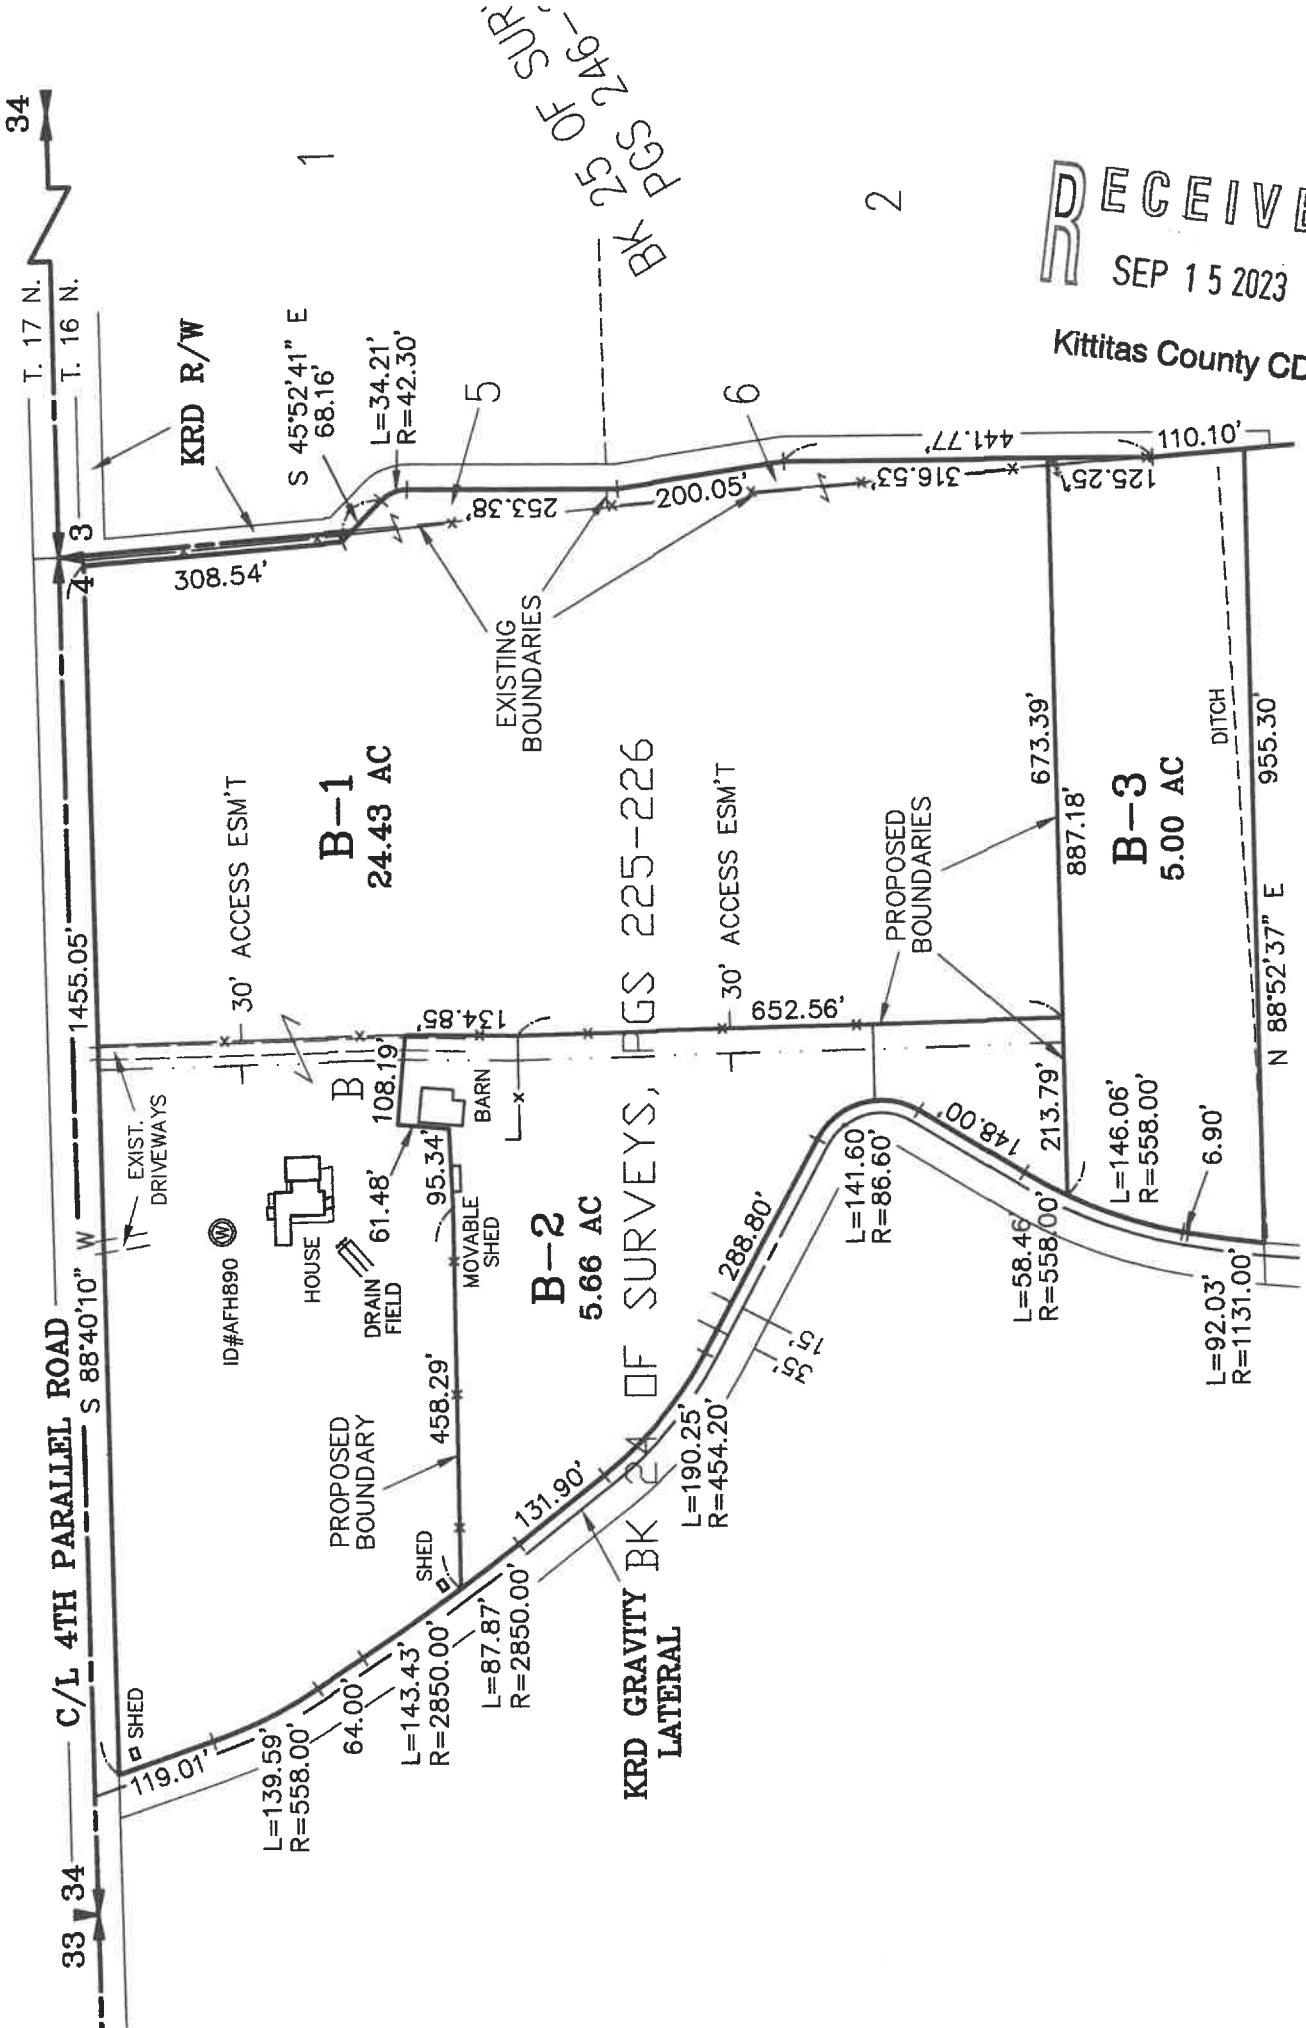 33
34
C/L 4TH PARALLEL ROAD
34
T. 17 N.
T. 16 N.
S 88°40'10" W
1455.05'
4
3
KRD R/W
1
SHED
119.01'
EXIST.
DRIVEWAYS
30' ACCESS ESM'T
308.54'
S 45°52'41" E
68.16'
ID#AFH890
W
HOUSE
DRAIN
FIELD
61.48'
B
108.19'
B-1
24.43 AC
L=34.21'
R=42.30'
L=139.59'
R=558.00'
64.00'
L=143.43'
R=2850.00'
L=87.87'
R=2850.00'
SHED
PROPOSED
BOUNDARY
458.29'
95.34'
MOVABLE
SHED
BARN
134.85'
EXISTING
BOUNDARIES
253.38'
5
BK 25 OF SUR
PGS 246-
131.90'
B-2
5.66 AC
KRD GRAVITY
LATERAL
BK 24 OF SURVEYS, PGS 225-226
200.05'
6
2
L=190.25'
R=454.20'
288.80'
15'
35'
30' ACCESS ESM'T
652.56'
L=141.60'
R=86.60'
PROPOSED
BOUNDARIES
148.00'
316.53'
441.77'
L=58.46'
R=558.00'
213.79'
673.39'
887.18'
125.25'
110.10'
L=146.06'
R=558.00'
B-3
5.00 AC
6.90'
DITCH
L=92.03'
R=1131.00'
N 88°52'37" E
955.30'
RECEIVE
SEP 15 2023
Kittitas County CD